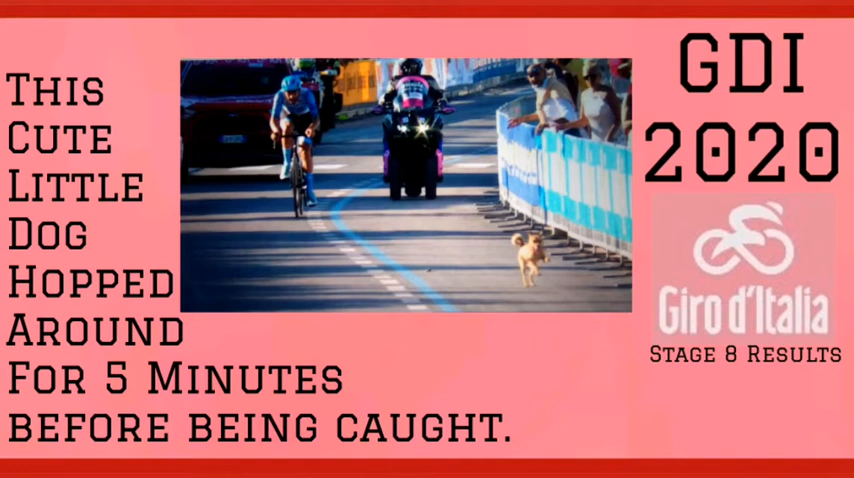 This
Cute
Little
Dog
Hopped
Around
For 5 Minutes
before being caught.
GDI
2020
Giro d'Italia
Stage 8 Results